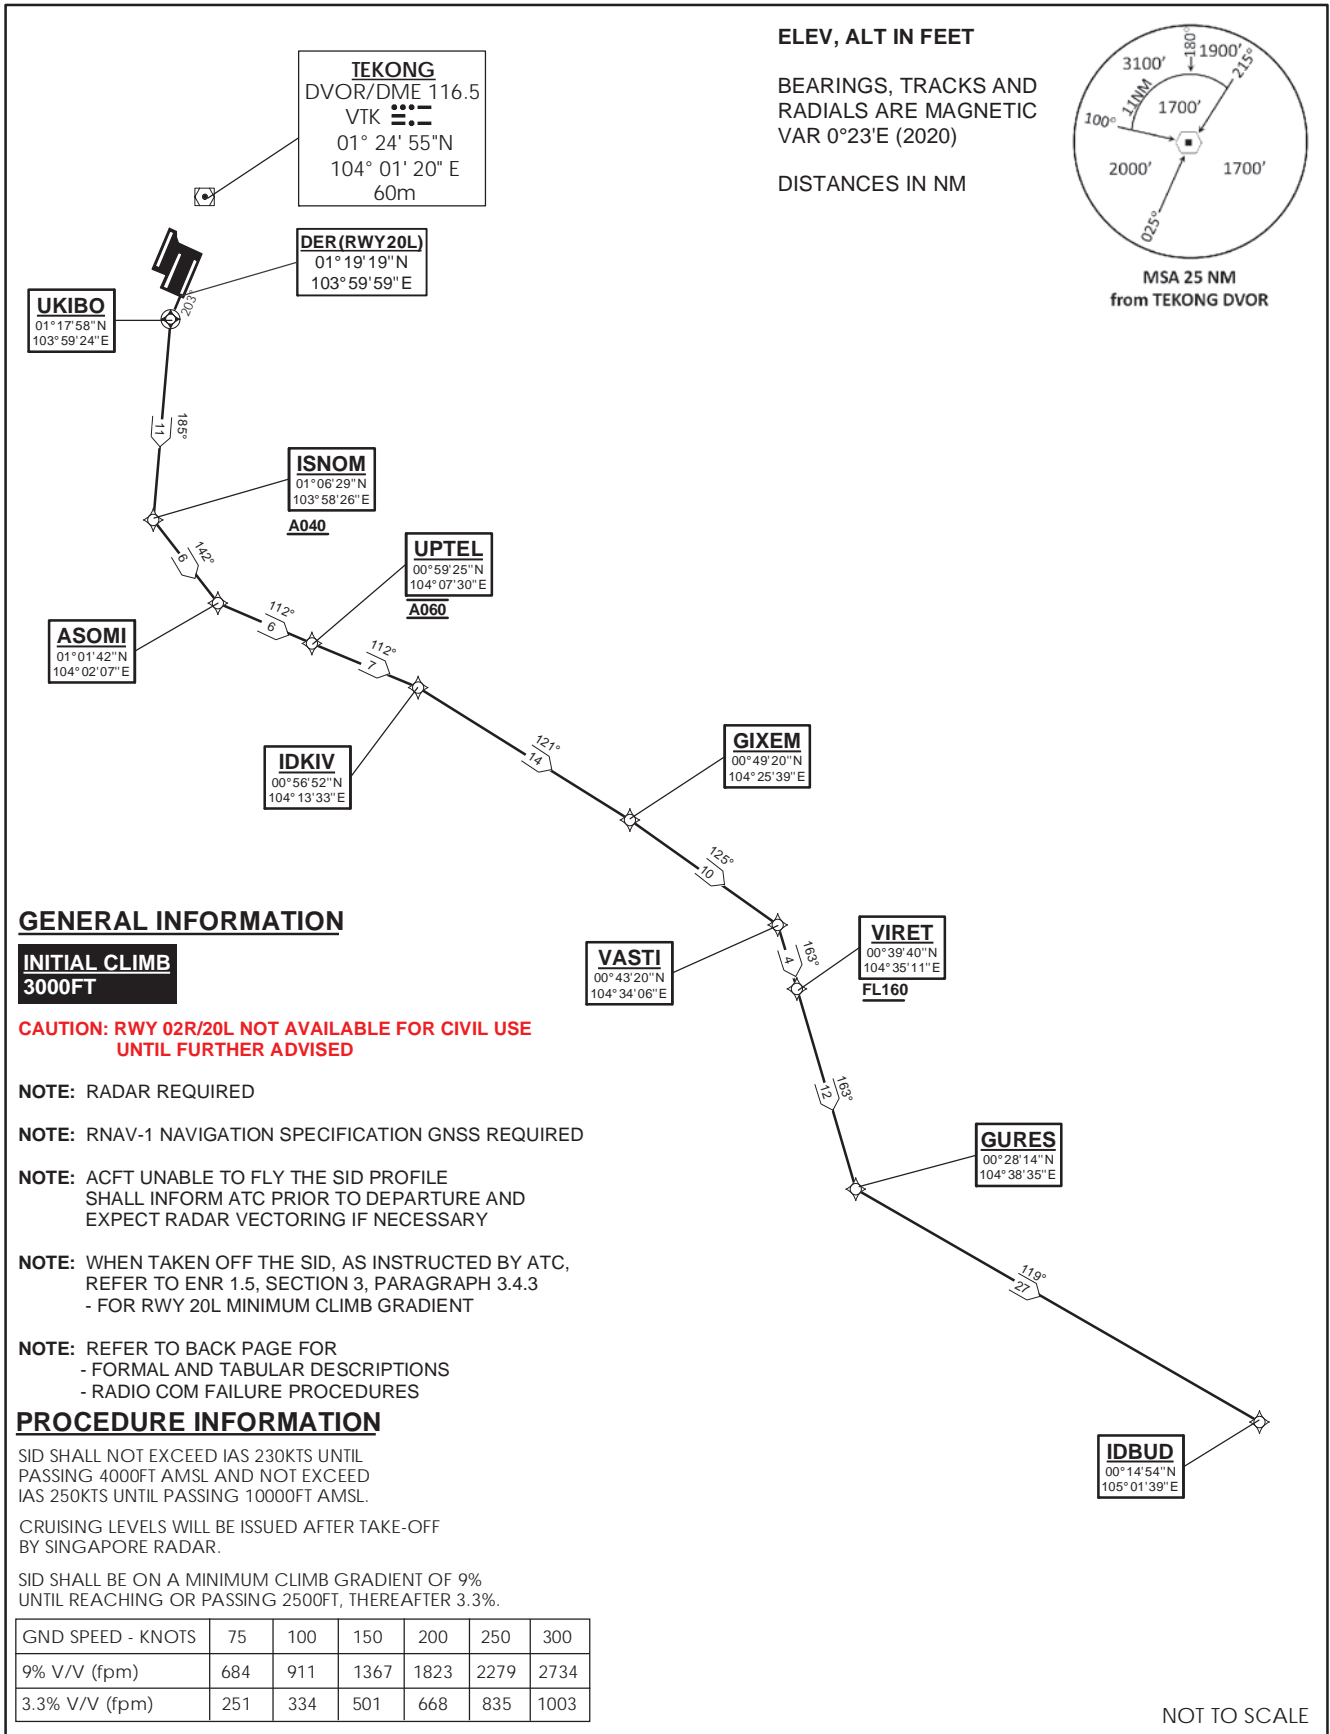 TEKONG
DVOR/DME 116.5
VTK
01° 24' 55"N
104° 01' 20" E
60m
ELEV, ALT IN FEET
BEARINGS, TRACKS AND
RADIALS ARE MAGNETIC
VAR 0°23'E (2020)
DISTANCES IN NM
3100'
180°
1900'
215°
11NM
1700'
100°
2000'
1700'
025°
MSA 25 NM
from TEKONG DVOR
DER(RWY20L)
01°19'19"N
103°59'59"E
203°
UKIBO
01°17'58"N
103°59'24"E
185°
11
ISNOM
01°06'29"N
103°58'26"E
A040
142°
6
UPTEL
00°59'25"N
104°07'30"E
A060
ASOMI
01°01'42"N
104°02'07"E
112°
6
112°
7
IDKIV
00°56'52"N
104°13'33"E
121°
14
GIXEM
00°49'20"N
104°25'39"E
125°
10
VASTI
00°43'20"N
104°34'06"E
163°
4
VIRET
00°39'40"N
104°35'11"E
FL160
163°
12
GURES
00°28'14"N
104°38'35"E
119°
27
IDBUD
00°14'54"N
105°01'39"E
GENERAL INFORMATION
INITIAL CLIMB
3000FT
CAUTION: RWY 02R/20L NOT AVAILABLE FOR CIVIL USE
UNTIL FURTHER ADVISED
NOTE: RADAR REQUIRED
NOTE: RNAV-1 NAVIGATION SPECIFICATION GNSS REQUIRED
NOTE: ACFT UNABLE TO FLY THE SID PROFILE
SHALL INFORM ATC PRIOR TO DEPARTURE AND
EXPECT RADAR VECTORING IF NECESSARY
NOTE: WHEN TAKEN OFF THE SID, AS INSTRUCTED BY ATC,
REFER TO ENR 1.5, SECTION 3, PARAGRAPH 3.4.3
- FOR RWY 20L MINIMUM CLIMB GRADIENT
NOTE: REFER TO BACK PAGE FOR
- FORMAL AND TABULAR DESCRIPTIONS
- RADIO COM FAILURE PROCEDURES
PROCEDURE INFORMATION
SID SHALL NOT EXCEED IAS 230KTS UNTIL
PASSING 4000FT AMSL AND NOT EXCEED
IAS 250KTS UNTIL PASSING 10000FT AMSL.
CRUISING LEVELS WILL BE ISSUED AFTER TAKE-OFF
BY SINGAPORE RADAR.
SID SHALL BE ON A MINIMUM CLIMB GRADIENT OF 9%
UNTIL REACHING OR PASSING 2500FT, THEREAFTER 3.3%.
GND SPEED - KNOTS 75 100 150 200 250 300
9% V/V (fpm) 684 911 1367 1823 2279 2734
3.3% V/V (fpm) 251 334 501 668 835 1003
NOT TO SCALE